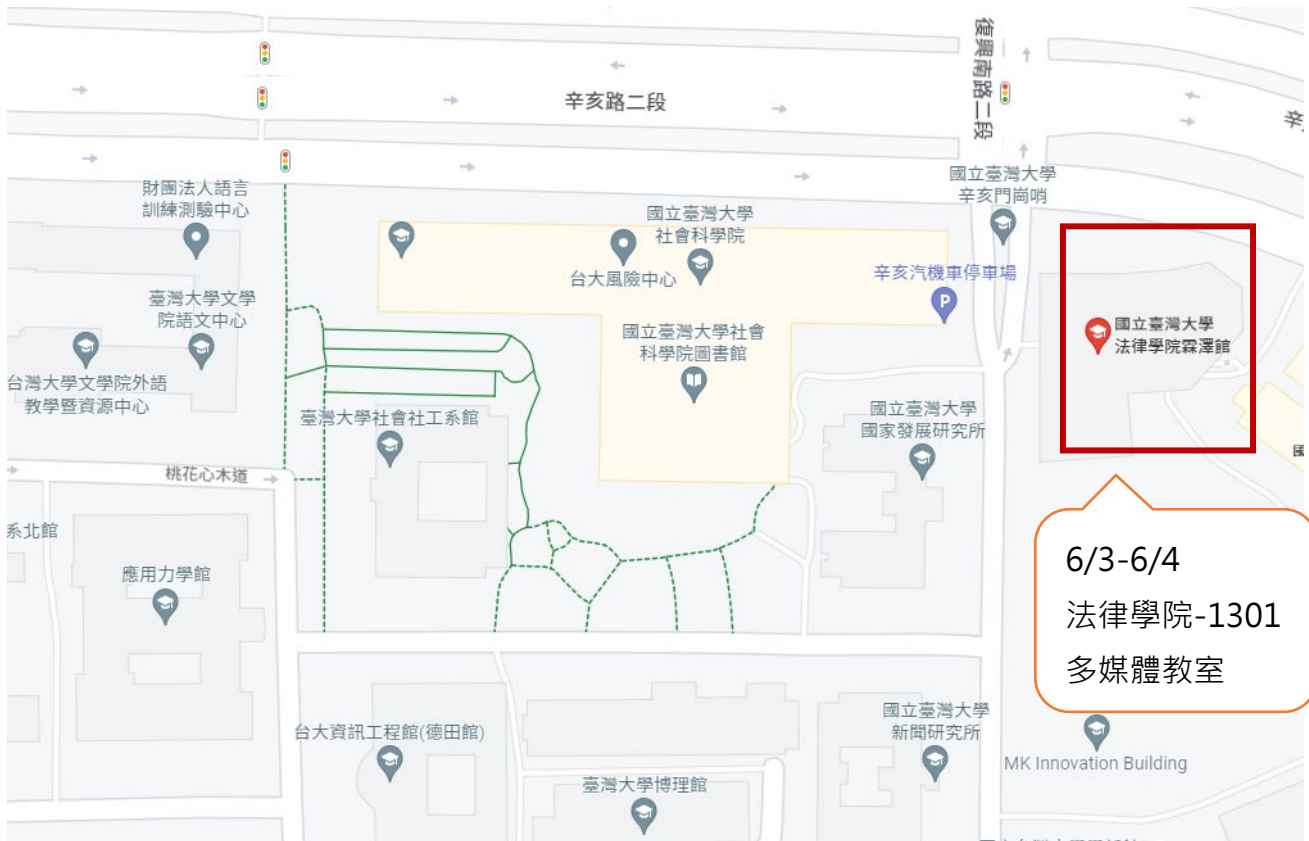 復興南路二段
辛亥路二段
辛
財團法人語言
訓練測驗中心
國立臺灣大學
辛亥門崗哨
國立臺灣大學
社會科學院
台大風險中心
辛亥汽機車停車場
P
臺灣大學文學
院語文中心
國立臺灣大學社會
科學院圖書館
國立臺灣大學
法律學院霖澤館
台灣大學文學院外語
教學暨資源中心
臺灣大學社會社工系館
國立臺灣大學
國家發展研究所
國
桃花心木道
系北館
應用力學館
6/3-6/4
法律學院-1301
多媒體教室
台大資訊工程館(德田館)
國立臺灣大學
新聞研究所
MK Innovation Building
臺灣大學博理館